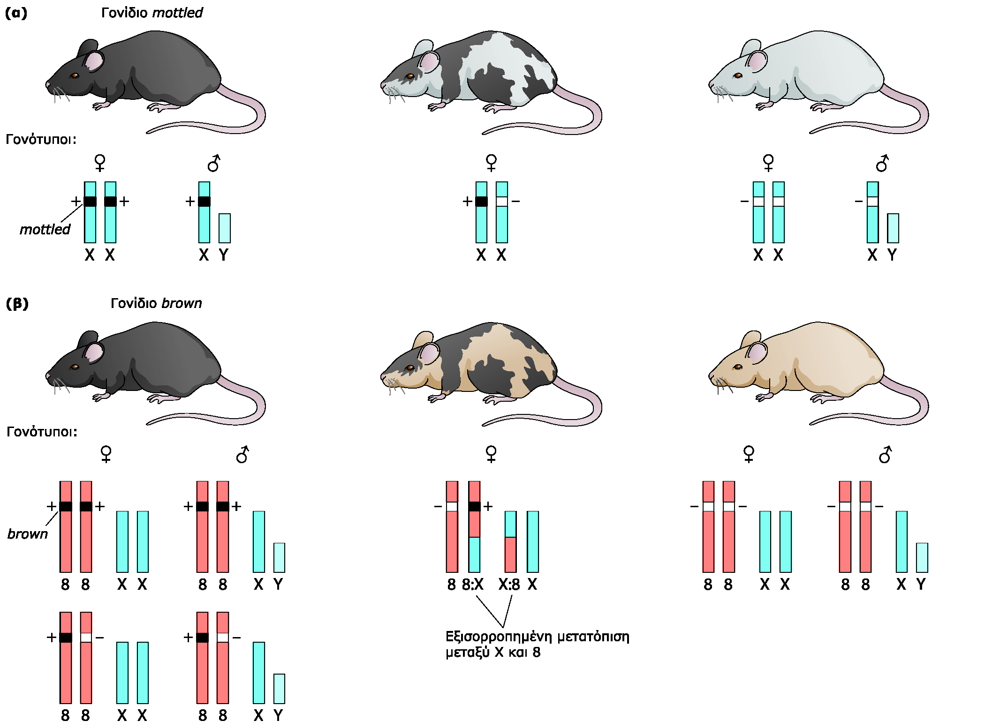 (α) Γονίδιο mottled
Γονότυποι:
♀ ♂ ♀ ♀ ♂
+ + + + − − −
mottled
X X X Y X X X X X Y
(β) Γονίδιο brown
Γονότυποι:
♀ ♂ ♀ ♀ ♂
+ + + + − + − − − −
brown
8 8 X X 8 8 X Y 8 8:X X:8 X 8 8 X X 8 8 X Y
+ − + −
Εξισορροπημένη μετατόπιση
μεταξύ X και 8
8 8 X X 8 8 X Y